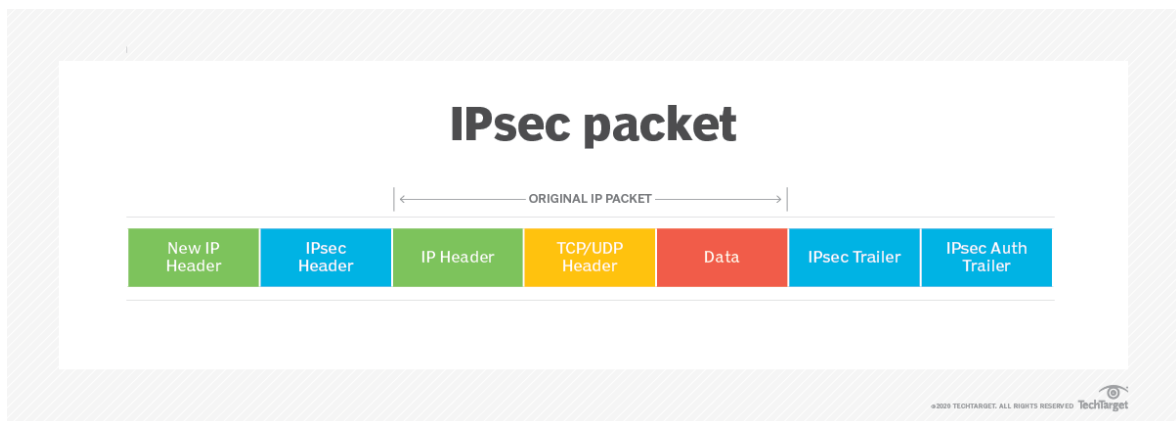 IPsec packet
ORIGINAL IP PACKET
New IP
Header
IPsec
Header
IP Header
TCP/UDP
Header
Data
IPsec Trailer
IPsec Auth
Trailer
©2020 TECHTARGET. ALL RIGHTS RESERVED
TechTarget